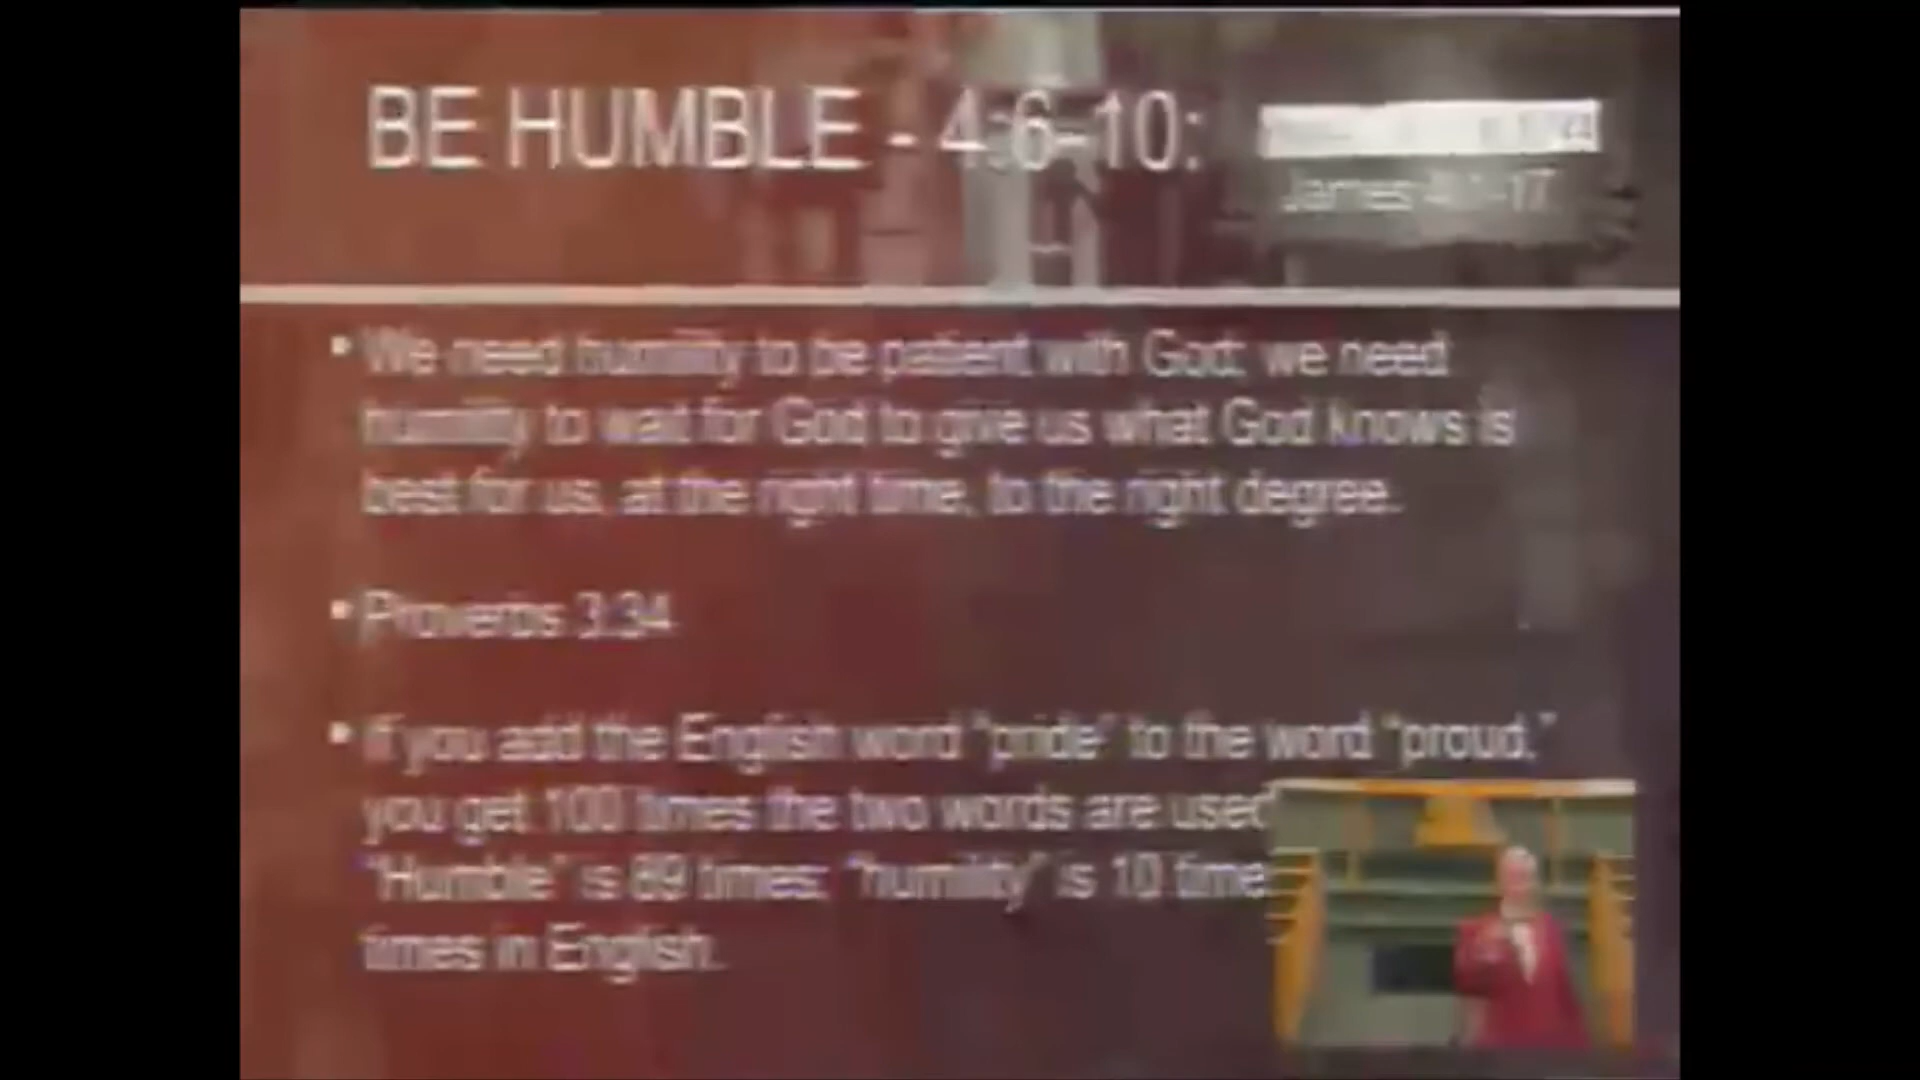 BE HUMBLE - 4:6-10:
James 4:1-17
• We need humility to be patient with God; we need
humility to wait for God to give us what God knows is
best for us, at the right time, to the right degree.
• Proverbs 3:34
• If you add the English word "pride" to the word "proud,"
you get 100 times the two words are used
"Humble" is 89 times; "humility" is 10 time
times in English.